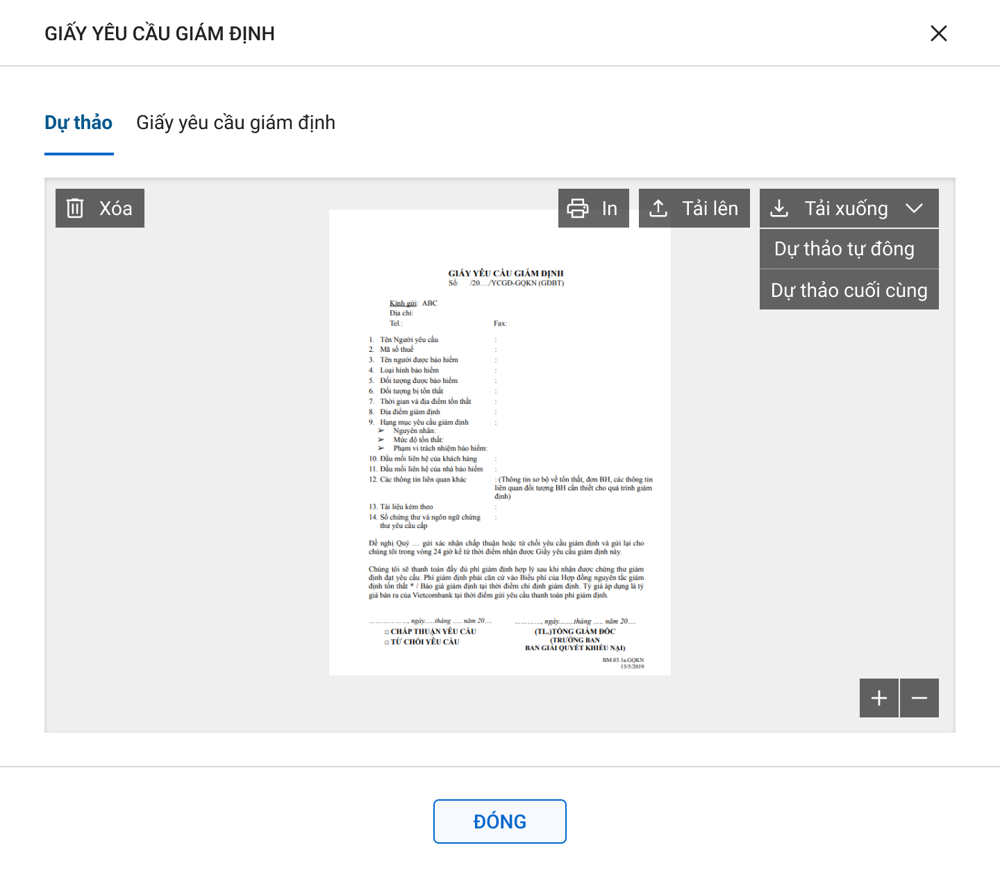 GIẤY YÊU CẦU GIÁM ĐỊNH
Dự thảo
Giấy yêu cầu giám định
Xóa
In
Tải lên
Tải xuống
Dự thảo tự đông
Dự thảo cuối cùng
GIẤY YÊU CẦU GIÁM ĐỊNH
Số: /20…./YCGĐ-GQKN (GĐBT)
Kính gửi: ABC
Địa chỉ:
Tel.: Fax:
1. Tên Người yêu cầu :
2. Mã số thuế :
3. Tên người được bảo hiểm :
4. Loại hình bảo hiểm :
5. Đối tượng được bảo hiểm :
6. Đối tượng bị tổn thất :
7. Thời gian và địa điểm tổn thất :
8. Địa điểm giám định :
9. Hạng mục yêu cầu giám định :
➢ Nguyên nhân:
➢ Mức độ tổn thất:
➢ Phạm vi trách nhiệm bảo hiểm:
10. Đầu mối liên hệ của khách hàng :
11. Đầu mối liên hệ của nhà bảo hiểm :
12. Các thông tin liên quan khác : (Thông tin sơ bộ về tổn thất, đơn BH, các thông tin
liên quan đối tượng BH cần thiết cho quá trình giám
định)
13. Tài liệu kèm theo :
14. Số chứng thư và ngôn ngữ chứng :
thư yêu cầu cấp
Đề nghị Quý … gửi xác nhận chấp thuận hoặc từ chối yêu cầu giám định và gửi lại cho
chúng tôi trong vòng 24 giờ kể từ thời điểm nhận được Giấy yêu cầu giám định này.
Chúng tôi sẽ thanh toán đầy đủ phí giám định hợp lý sau khi nhận được chứng thư giám
định đạt yêu cầu. Phí giám định phải căn cứ vào Biểu phí của Hợp đồng nguyên tắc giám
định tổn thất * / Báo giá giám định tại thời điểm chỉ định giám định. Tỷ giá áp dụng là tỷ
giá bán ra của Vietcombank tại thời điểm gửi yêu cầu thanh toán phí giám định.
………………, ngày......tháng ..... năm 20….
□ CHẤP THUẬN YÊU CẦU
□ TỪ CHỐI YÊU CẦU
…………, ngày........tháng ..... năm 20….
(TL.)TỔNG GIÁM ĐỐC
(TRƯỞNG BAN
BAN GIẢI QUYẾT KHIẾU NẠI)
BM.03.1a.GQKN
15/5/2019
ĐÓNG